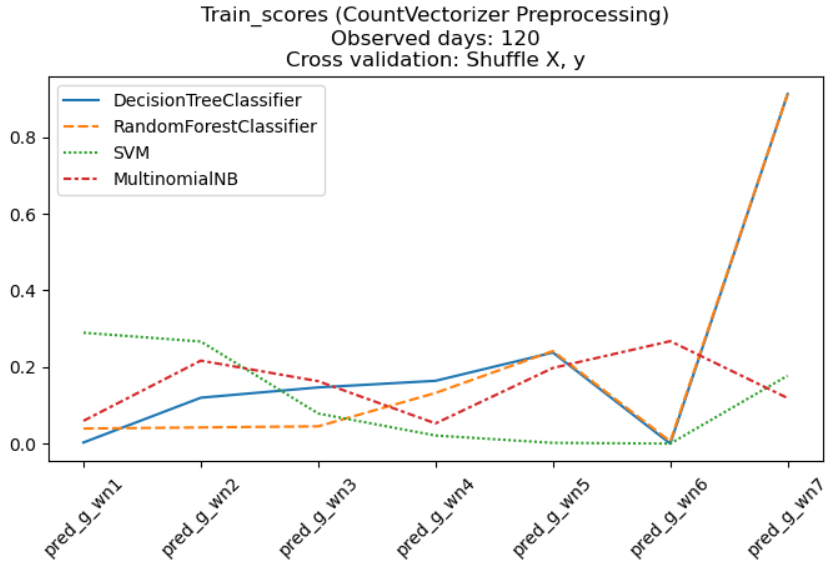 Train_scores (CountVectorizer Preprocessing)
Observed days: 120
Cross validation: Shuffle X, y
DecisionTreeClassifier
RandomForestClassifier
SVM
MultinomialNB
0.8
0.6
0.4
0.2
0.0
pred_g_wn1
pred_g_wn2
pred_g_wn3
pred_g_wn4
pred_g_wn5
pred_g_wn6
pred_g_wn7